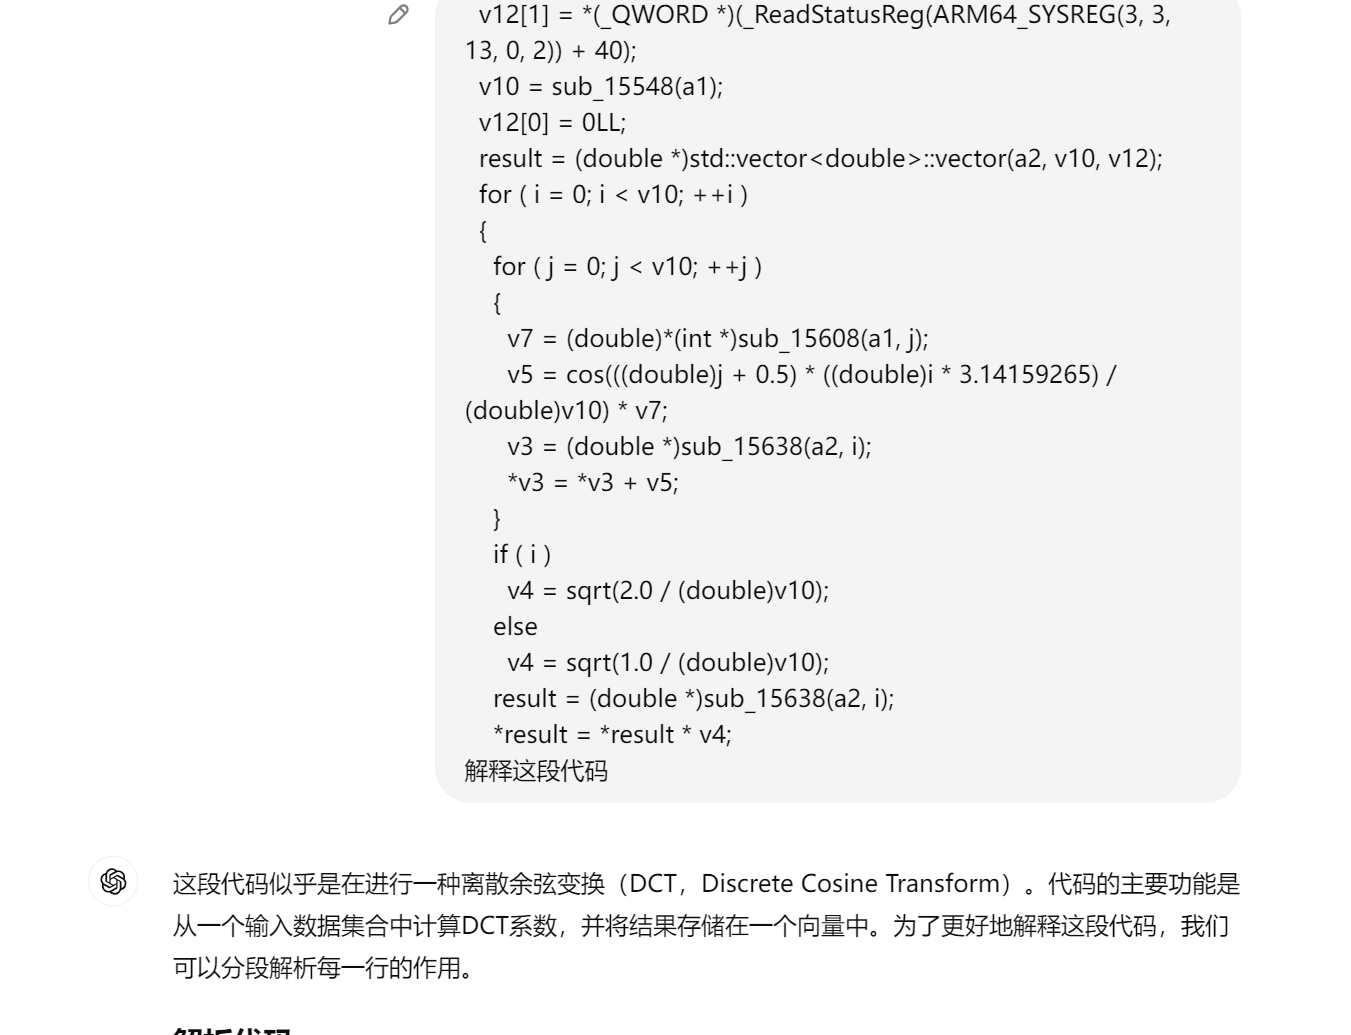 v12[1] = *(_QWORD *)(_ReadStatusReg(ARM64_SYSREG(3, 3,
13, 0, 2)) + 40);
v10 = sub_15548(a1);
v12[0] = 0LL;
result = (double *)std::vector<double>::vector(a2, v10, v12);
for ( i = 0; i < v10; ++i )
{
for ( j = 0; j < v10; ++j )
{
v7 = (double)*(int *)sub_15608(a1, j);
v5 = cos(((double)j + 0.5) * ((double)i * 3.14159265) /
(double)v10) * v7;
v3 = (double *)sub_15638(a2, i);
*v3 = *v3 + v5;
}
if ( i )
v4 = sqrt(2.0 / (double)v10);
else
v4 = sqrt(1.0 / (double)v10);
result = (double *)sub_15638(a2, i);
*result = *result * v4;
解释这段代码
这段代码似乎是在进行一种离散余弦变换（DCT，Discrete Cosine Transform）。代码的主要功能是
从一个输入数据集合中计算DCT系数，并将结果存储在一个向量中。为了更好地解释这段代码，我们
可以分段解析每一行的作用。
解析代码